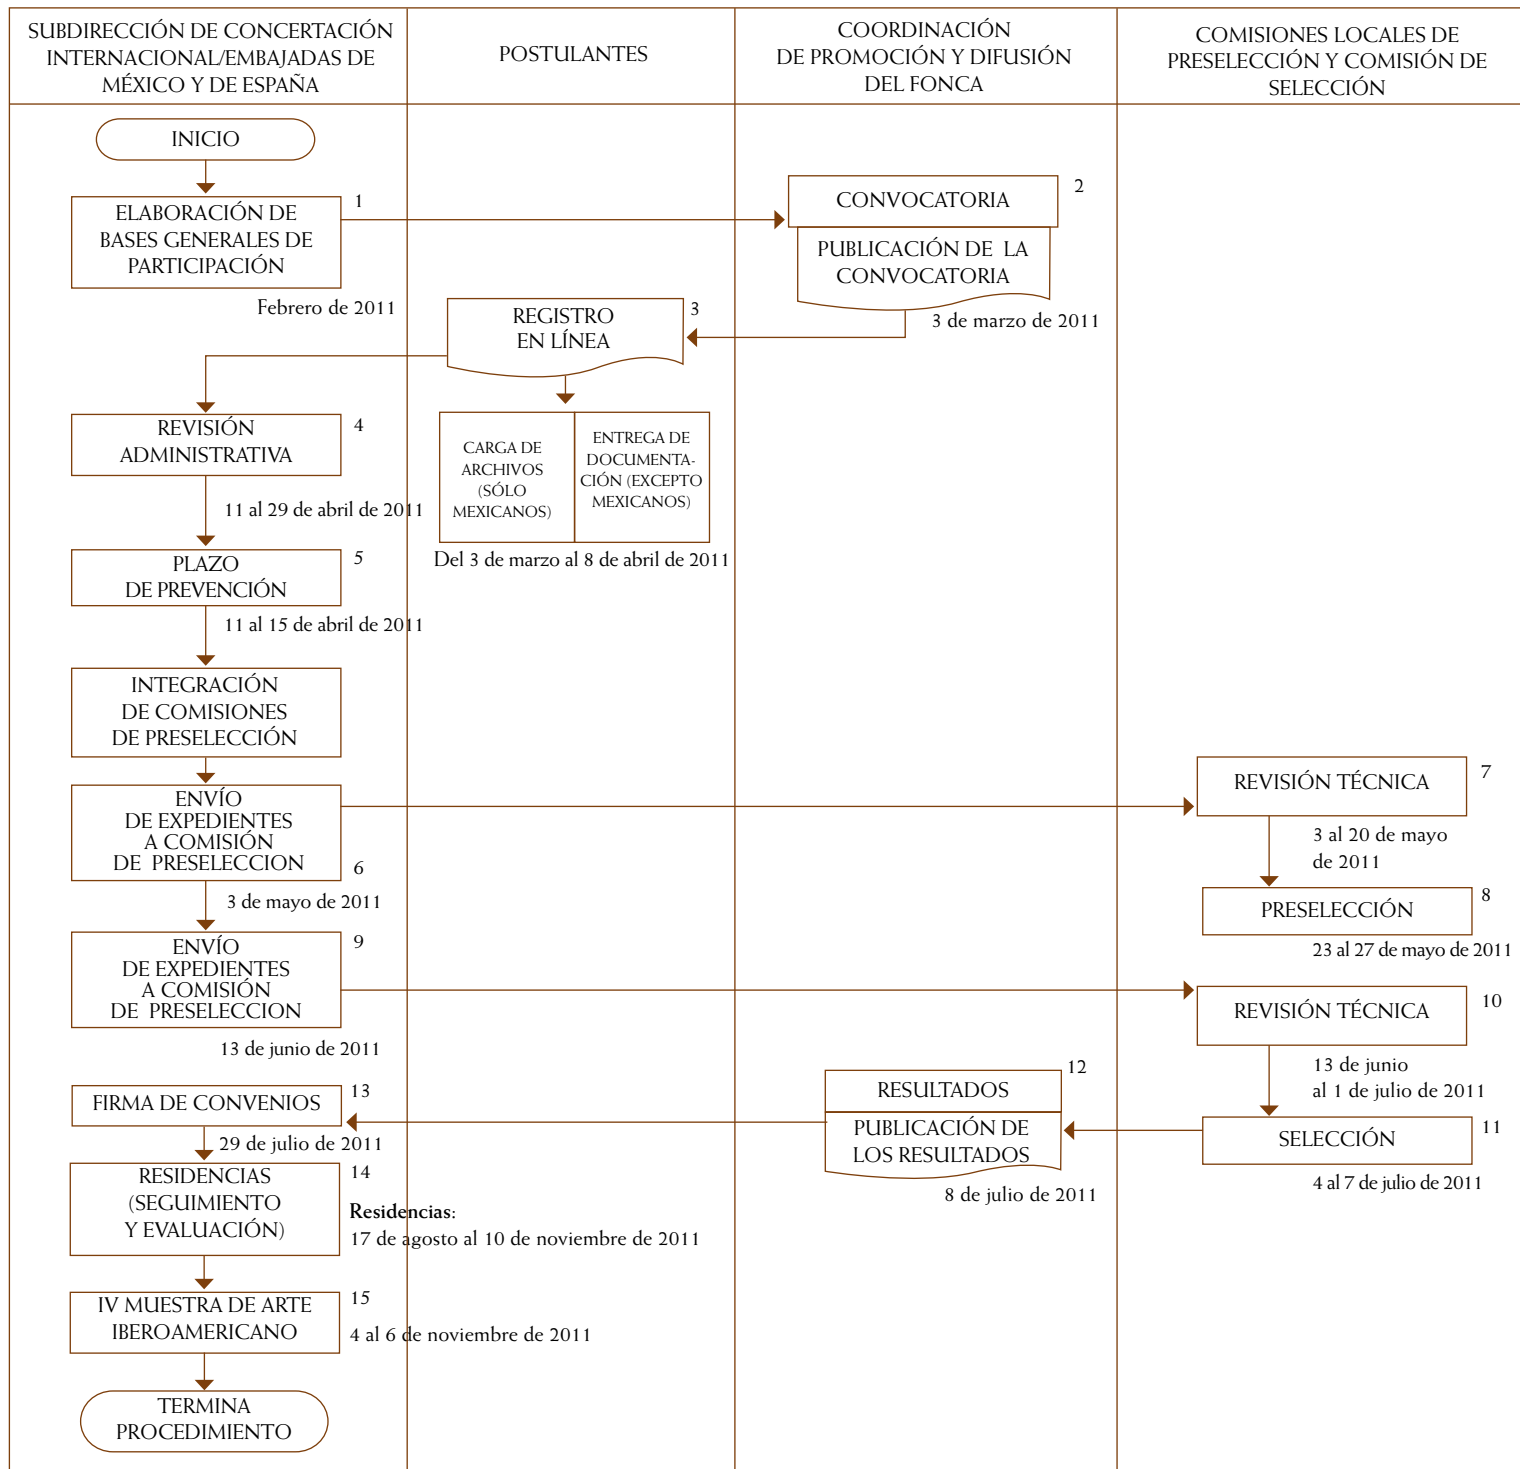 SUBDIRECCIÓN DE CONCERTACIÓN
INTERNACIONAL/EMBAJADAS DE
MÉXICO Y DE ESPAÑA
POSTULANTES
COORDINACIÓN
DE PROMOCIÓN Y DIFUSIÓN
DEL FONCA
COMISIONES LOCALES DE
PRESELECCIÓN Y COMISIÓN DE
SELECCIÓN
INICIO
1
ELABORACIÓN DE
BASES GENERALES DE
PARTICIPACIÓN
Febrero de 2011
2
CONVOCATORIA
PUBLICACIÓN DE LA
CONVOCATORIA
3 de marzo de 2011
3
REGISTRO
EN LÍNEA
CARGA DE
ARCHIVOS
(SÓLO
MEXICANOS)
ENTREGA DE
DOCUMENTA-
CIÓN (EXCEPTO
MEXICANOS)
Del 3 de marzo al 8 de abril de 2011
4
REVISIÓN
ADMINISTRATIVA
11 al 29 de abril de 2011
5
PLAZO
DE PREVENCIÓN
11 al 15 de abril de 2011
INTEGRACIÓN
DE COMISIONES
DE PRESELECCIÓN
ENVÍO
DE EXPEDIENTES
A COMISIÓN
DE PRESELECCION
6
3 de mayo de 2011
7
REVISIÓN TÉCNICA
3 al 20 de mayo
de 2011
8
PRESELECCIÓN
23 al 27 de mayo de 2011
9
ENVÍO
DE EXPEDIENTES
A COMISIÓN
DE PRESELECCION
13 de junio de 2011
10
REVISIÓN TÉCNICA
13 de junio
al 1 de julio de 2011
11
SELECCIÓN
4 al 7 de julio de 2011
12
RESULTADOS
PUBLICACIÓN DE
LOS RESULTADOS
8 de julio de 2011
13
FIRMA DE CONVENIOS
29 de julio de 2011
14
RESIDENCIAS
(SEGUIMIENTO
Y EVALUACIÓN)
Residencias:
17 de agosto al 10 de noviembre de 2011
15
IV MUESTRA DE ARTE
IBEROAMERICANO
4 al 6 de noviembre de 2011
TERMINA
PROCEDIMIENTO